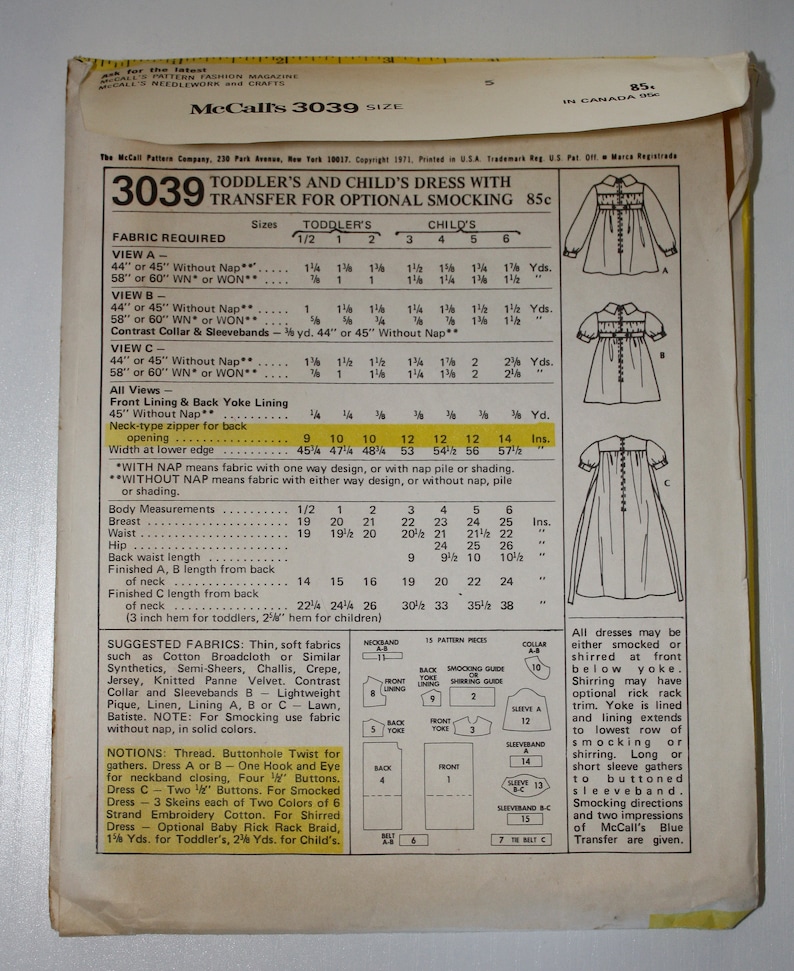 Ask for the latest
McCALL'S PATTERN FASHION MAGAZINE
McCALL'S NEEDLEWORK and CRAFTS
5
85¢
McCall's 3039 SIZE
IN CANADA 95c
The McCall Pattern Company, 230 Park Avenue, New York 10017. Copyright 1971, Printed in U.S.A. Trademark Reg. U.S. Pat. Off. • Marca Registrada
3039 TODDLER'S AND CHILD'S DRESS WITH
TRANSFER FOR OPTIONAL SMOCKING 85c
Sizes TODDLER'S CHILD'S
FABRIC REQUIRED 1/2 1 2 3 4 5 6
VIEW A —
44" or 45" Without Nap** ..... 1¼ 1⅜ 1⅜ 1½ 1⅝ 1¾ 1⅞ Yds.
58" or 60" WN* or WON** .... ⅞ 1 1 1⅛ 1¼ 1⅜ 1½ "
VIEW B —
44" or 45" Without Nap** ..... 1 1⅛ 1⅛ 1¼ 1⅜ 1½ 1½ Yds.
58" or 60" WN* or WON** .... ⅝ ⅝ ¾ ⅞ ⅞ 1⅜ 1½ "
Contrast Collar & Sleevebands — ⅜ yd. 44" or 45" Without Nap**
VIEW C —
44" or 45" Without Nap** ..... 1⅜ 1½ 1½ 1¾ 1⅞ 2 2⅜ Yds.
58" or 60" WN* or WON** .... ⅞ 1 1⅛ 1¼ 1⅜ 2 2⅛ "
All Views —
Front Lining & Back Yoke Lining
45" Without Nap** .......... ¼ ¼ ⅜ ⅜ ⅜ ⅜ ⅜ Yd.
Neck-type zipper for back
opening ................. 9 10 10 12 12 12 14 Ins.
Width at lower edge .......... 45¾ 47¼ 48¾ 53 54½ 56 57½ "
*WITH NAP means fabric with one way design, or with nap pile or shading.
**WITHOUT NAP means fabric with either way design, or without nap, pile
or shading.
Body Measurements .......... 1/2 1 2 3 4 5 6
Breast ..................... 19 20 21 22 23 24 25 Ins.
Waist ...................... 19 19½ 20 20½ 21 21½ 22 "
Hip ....................... 24 25 26 "
Back waist length ........... 9 9½ 10 10½ "
Finished A, B length from back
of neck .................. 14 15 16 19 20 22 24 "
Finished C length from back
of neck .................. 22¼ 24¼ 26 30½ 33 35½ 38 "
(3 inch hem for toddlers, 2⅝" hem for children)
A
B
C
SUGGESTED FABRICS: Thin, soft fabrics
such as Cotton Broadcloth or Similar
Synthetics, Semi-Sheers, Challis, Crepe,
Jersey, Knitted Panne Velvet. Contrast
Collar and Sleevebands B — Lightweight
Pique, Linen, Lining A, B or C — Lawn,
Batiste. NOTE: For Smocking use fabric
without nap, in solid colors.
NOTIONS: Thread. Buttonhole Twist for
gathers. Dress A or B — One Hook and Eye
for neckband closing, Four ½" Buttons.
Dress C — Two ½" Buttons. For Smocked
Dress — 3 Skeins each of Two Colors of 6
Strand Embroidery Cotton. For Shirred
Dress — Optional Baby Rick Rack Braid,
1⅝ Yds. for Toddler's, 2⅜ Yds. for Child's.
15 PATTERN PIECES
NECKBAND
A-B
11
COLLAR
A-B
10
8 FRONT
LINING
BACK
YOKE
LINING
9
SMOCKING GUIDE
OR
SHIRRING GUIDE
2
SLEEVE A
12
5 BACK
YOKE
FRONT
YOKE
3
SLEEVEBAND
A
14
BACK
4
FRONT
1
SLEEVE
B-C 13
SLEEVEBAND B-C
15
BELT
A-B 6
7 TIE BELT C
All dresses may be
either smocked or
shirred at front
below yoke.
Shirring may have
optional rick rack
trim. Yoke is lined
and lining extends
to lowest row of
smocking or
shirring. Long or
short sleeve gathers
to buttoned
sleeveband.
Smocking directions
and two impressions
of McCall's Blue
Transfer are given.